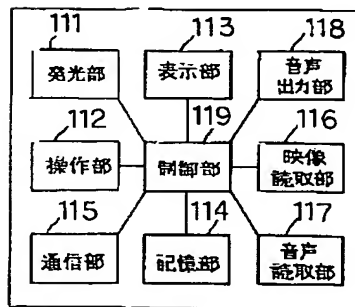 111
113
118
発光部
表示部
音声
出力部
112
119
116
操作部
制御部
映像
読取部
115
114
117
通信部
記憶部
音声
読取部